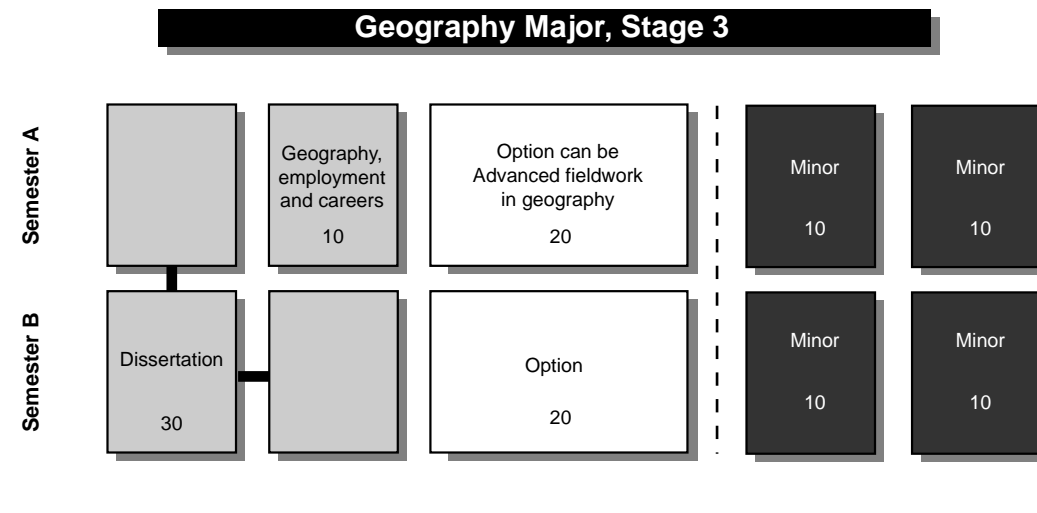 Geography Major, Stage 3
Semester A
Geography,
employment
and careers
10
Option can be
Advanced fieldwork
in geography
20
Minor
10
Minor
10
Semester B
Dissertation
30
Option
20
Minor
10
Minor
10